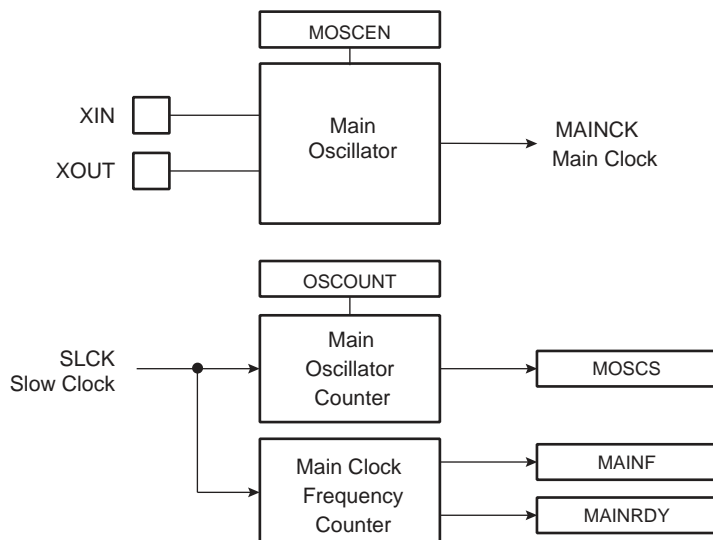 MOSCEN
XIN
XOUT
Main
Oscillator
MAINCK
Main Clock
OSCOUNT
SLCK
Slow Clock
Main
Oscillator
Counter
MOSCS
Main Clock
Frequency
Counter
MAINF
MAINRDY